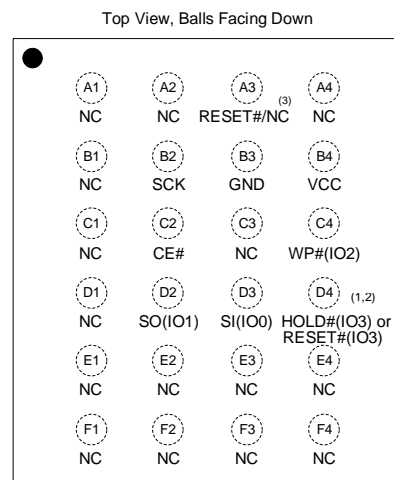 Top View, Balls Facing Down
A1 A2 A3 A4
(3)
NC NC RESET#/NC NC
B1 B2 B3 B4
NC SCK GND VCC
C1 C2 C3 C4
NC CE# NC WP#(IO2)
D1 D2 D3 D4 (1,2)
NC SO(IO1) SI(IO0) HOLD#(IO3) or
RESET#(IO3)
E1 E2 E3 E4
NC NC NC NC
F1 F2 F3 F4
NC NC NC NC